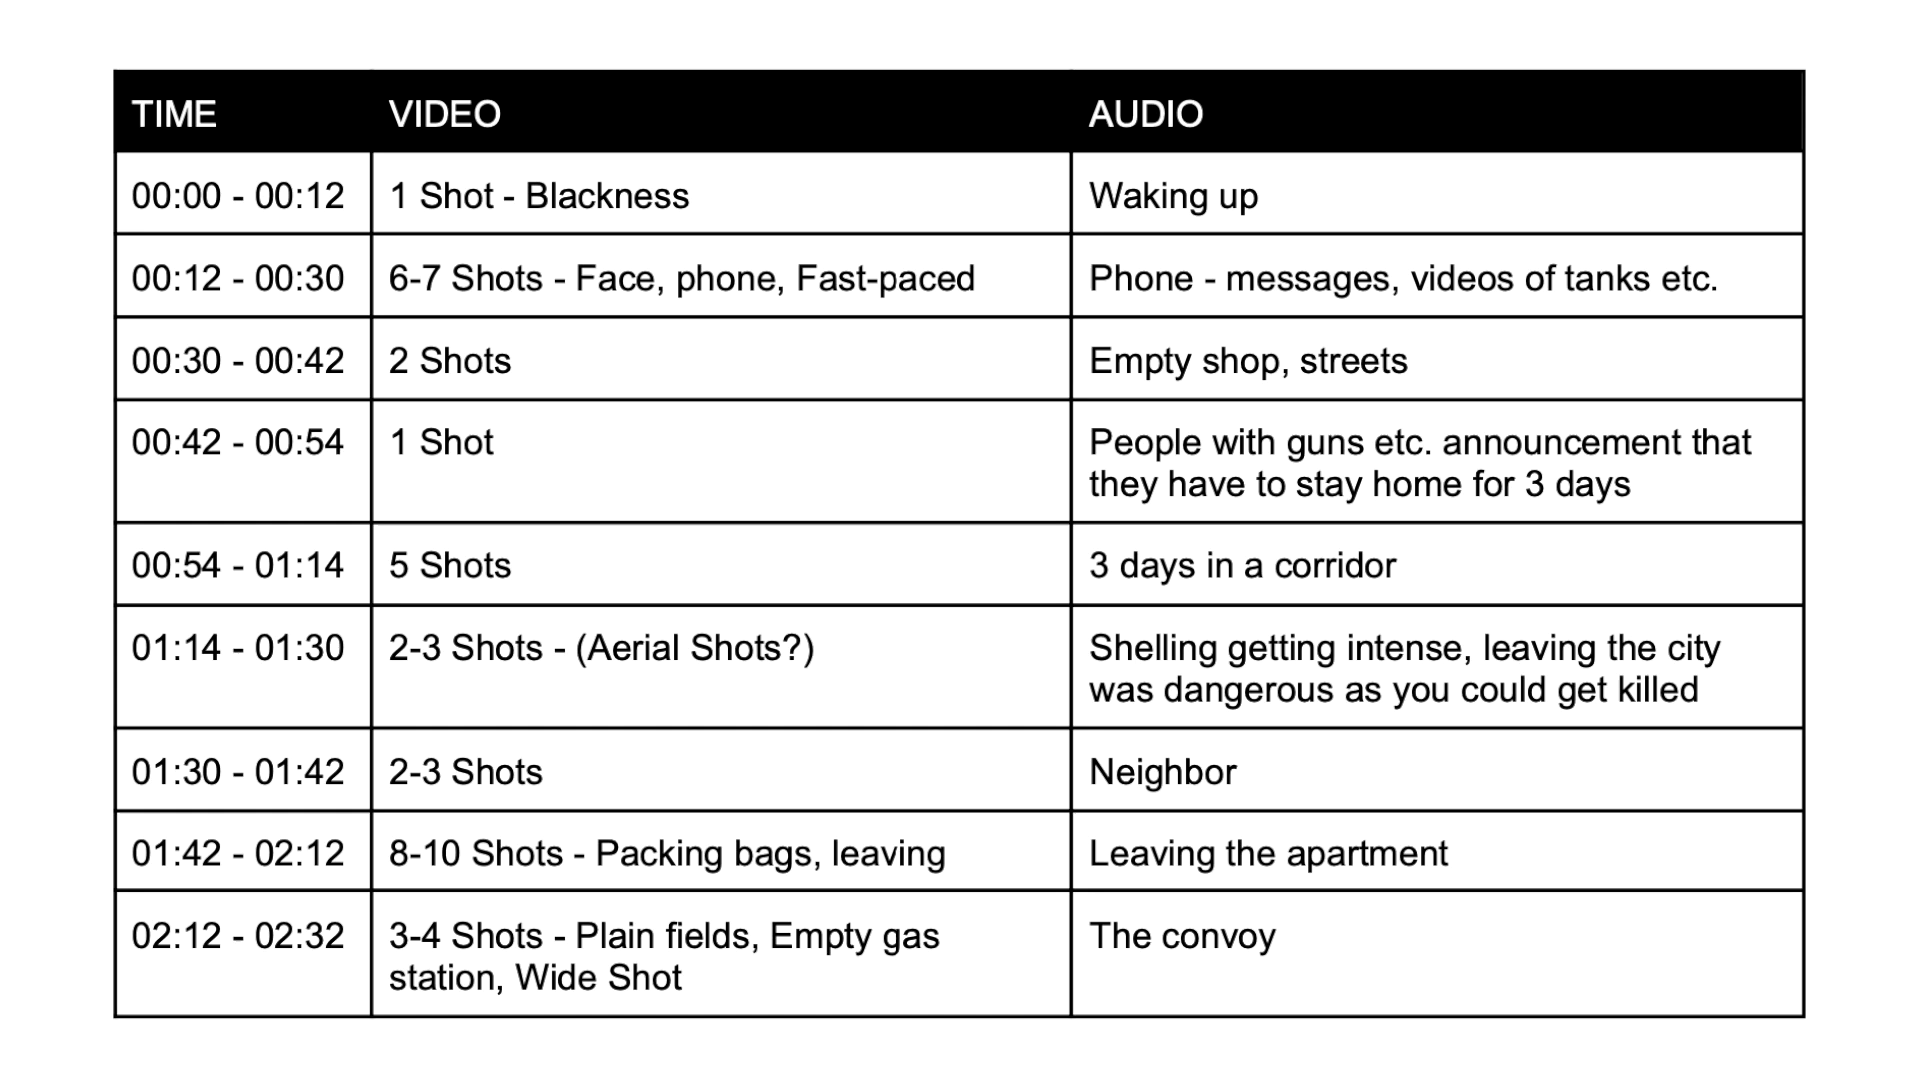 TIME VIDEO AUDIO
00:00 - 00:12 1 Shot - Blackness Waking up
00:12 - 00:30 6-7 Shots - Face, phone, Fast-paced Phone - messages, videos of tanks etc.
00:30 - 00:42 2 Shots Empty shop, streets
00:42 - 00:54 1 Shot People with guns etc. announcement that
they have to stay home for 3 days
00:54 - 01:14 5 Shots 3 days in a corridor
01:14 - 01:30 2-3 Shots - (Aerial Shots?) Shelling getting intense, leaving the city
was dangerous as you could get killed
01:30 - 01:42 2-3 Shots Neighbor
01:42 - 02:12 8-10 Shots - Packing bags, leaving Leaving the apartment
02:12 - 02:32 3-4 Shots - Plain fields, Empty gas The convoy
station, Wide Shot